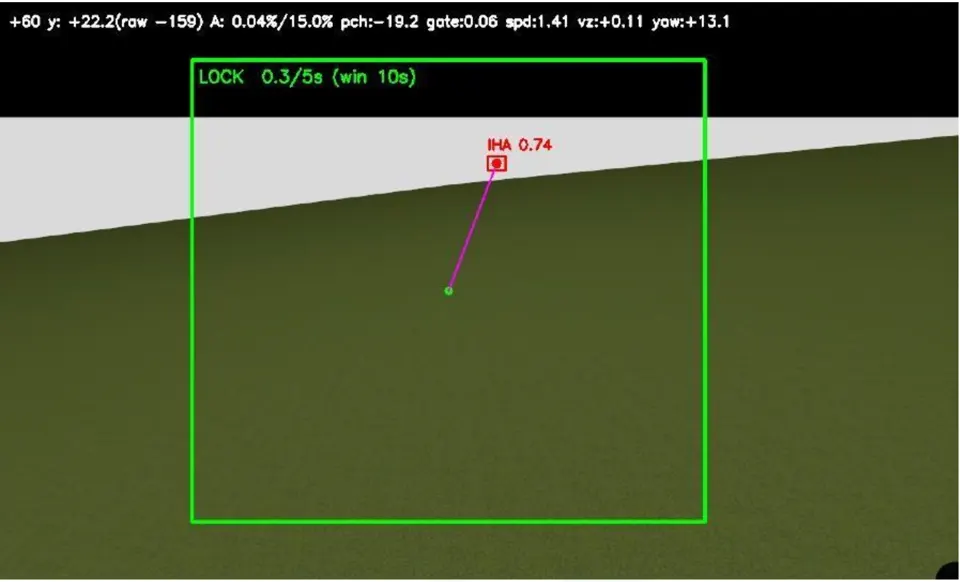 +60 y: +22.2(raw -159) A: 0.04%/15.0% pch:-19.2 gate:0.06 spd:1.41 vz:+0.11 yaw:+13.1
LOCK 0.3/5s (win 10s)
IHA 0.74